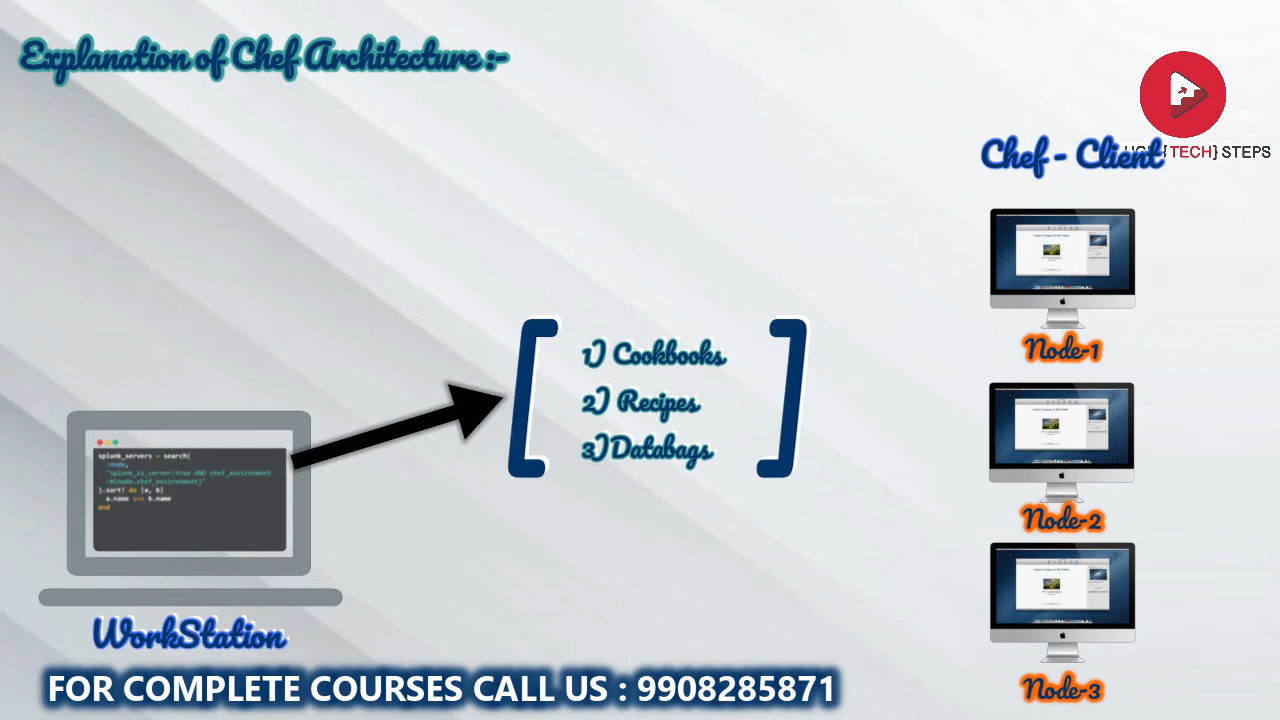 Explanation of Chef Architecture :-
{TECH} STEPS
Chef - Client
Node-1
1) Cookbooks
2) Recipes
3)Databags
Node-2
splunk_servers = search(
:node,
"splunk_is_server:true AND chef_environment
:#{node.chef_environment}"
).sort! do |a, b|
a.name <=> b.name
end
WorkStation
Node-3
FOR COMPLETE COURSES CALL US : 9908285871